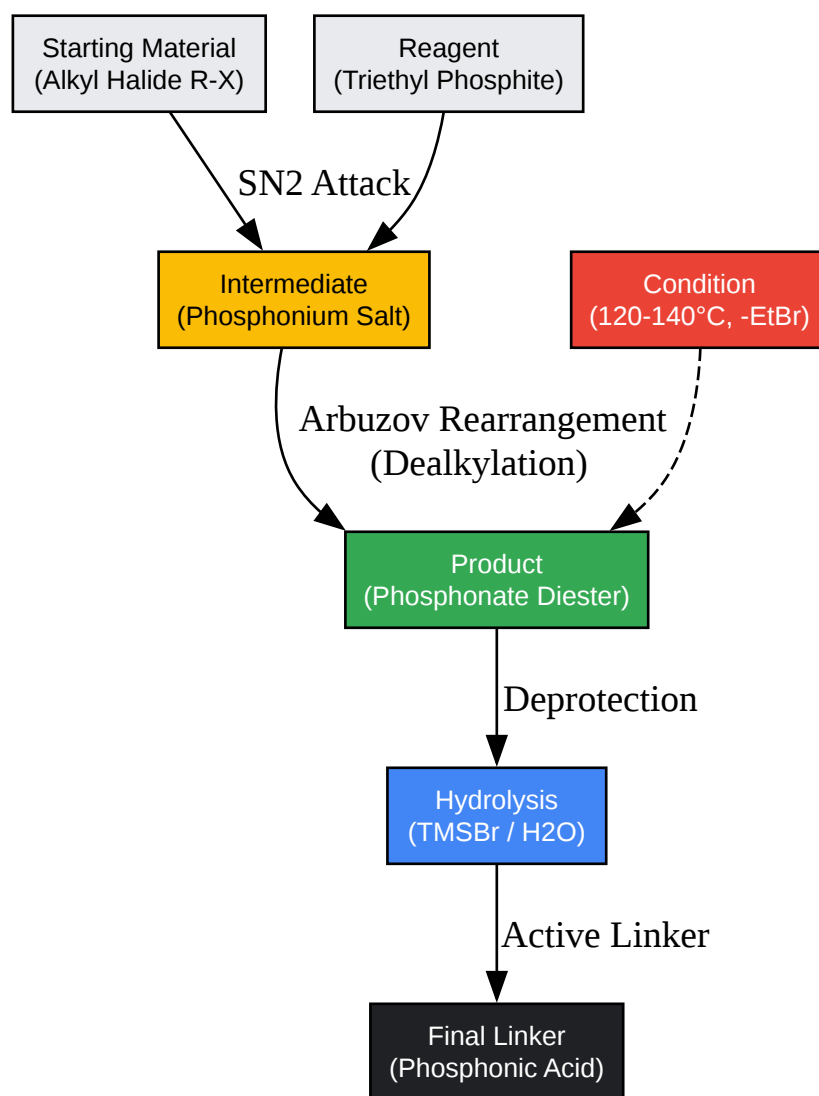 Starting Material
(Alkyl Halide R-X)
Reagent
(Triethyl Phosphite)
SN2 Attack
Intermediate
(Phosphonium Salt)
Condition
(120-140°C, -EtBr)
Arbuzov Rearrangement
(Dealkylation)
Product
(Phosphonate Diester)
Deprotection
Hydrolysis
(TMSBr / H2O)
Active Linker
Final Linker
(Phosphonic Acid)